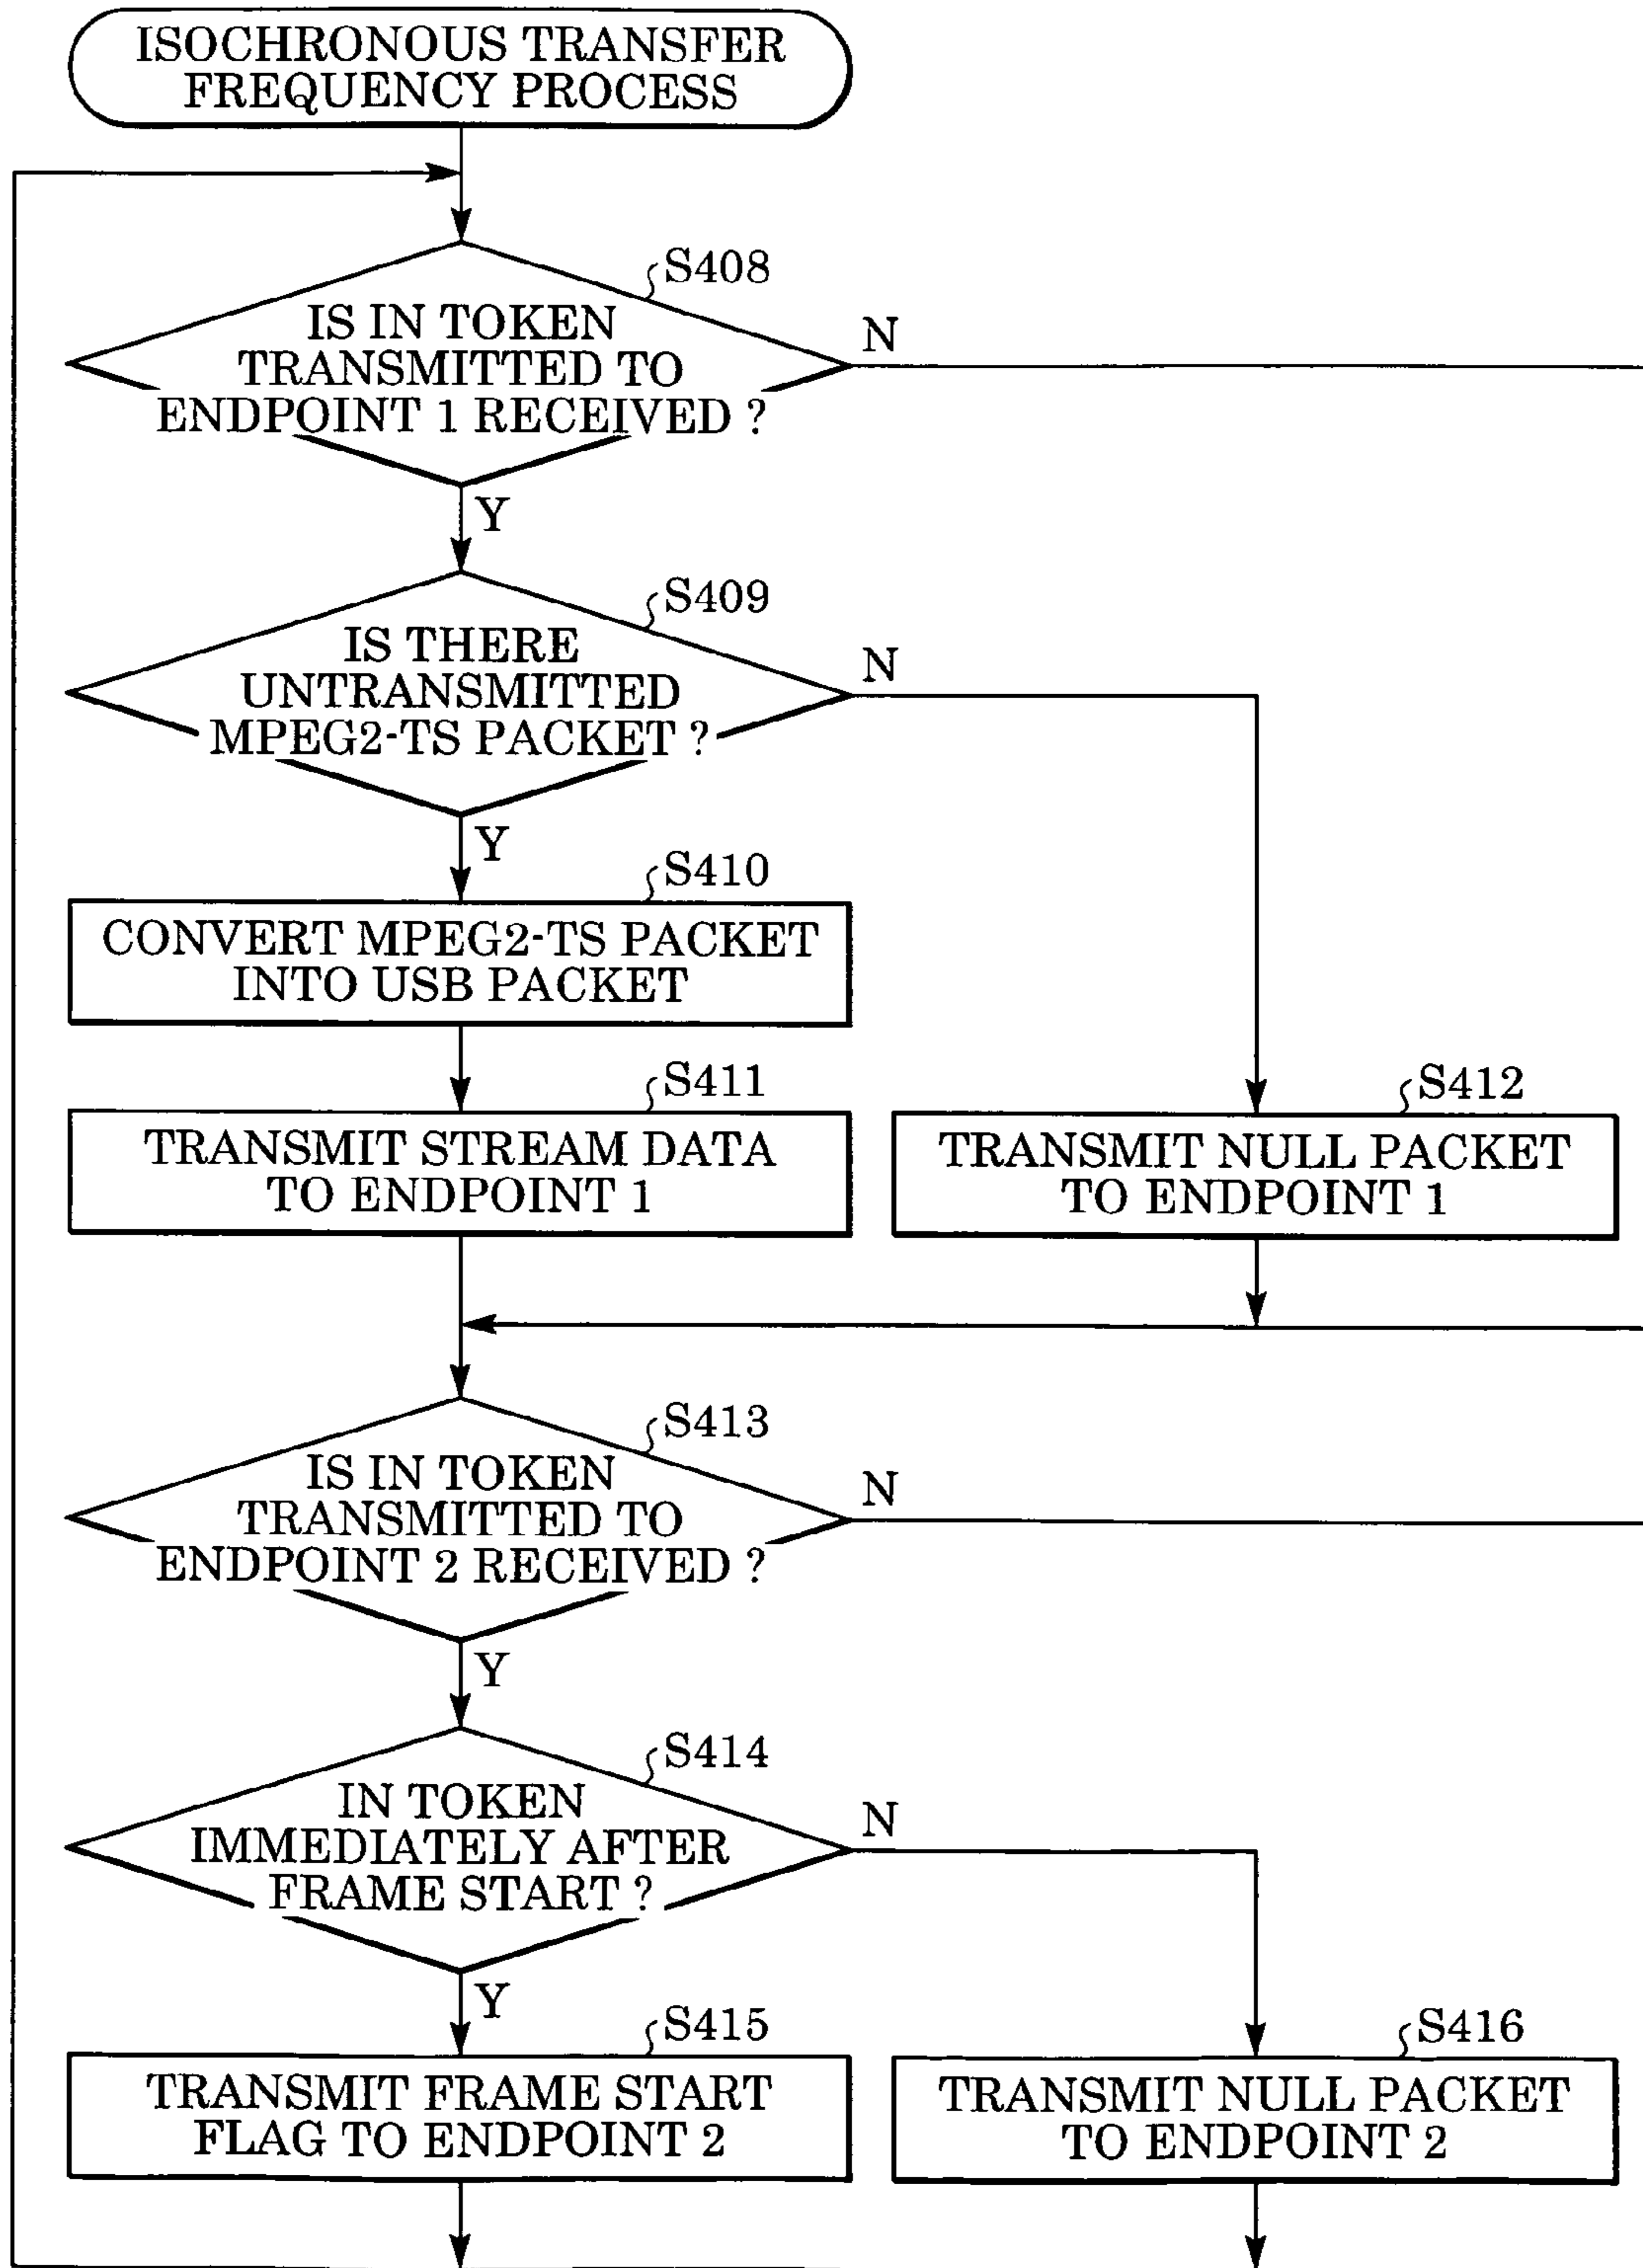 ISOCHRONOUS TRANSFER
FREQUENCY PROCESS
S408
IS IN TOKEN
TRANSMITTED TO
ENDPOINT 1 RECEIVED ?
N
Y
S409
IS THERE
UNTRANSMITTED
MPEG2-TS PACKET ?
N
Y
S410
CONVERT MPEG2-TS PACKET
INTO USB PACKET
S411
TRANSMIT STREAM DATA
TO ENDPOINT 1
S412
TRANSMIT NULL PACKET
TO ENDPOINT 1
S413
IS IN TOKEN
TRANSMITTED TO
ENDPOINT 2 RECEIVED ?
N
Y
S414
IN TOKEN
IMMEDIATELY AFTER
FRAME START ?
N
Y
S415
TRANSMIT FRAME START
FLAG TO ENDPOINT 2
S416
TRANSMIT NULL PACKET
TO ENDPOINT 2